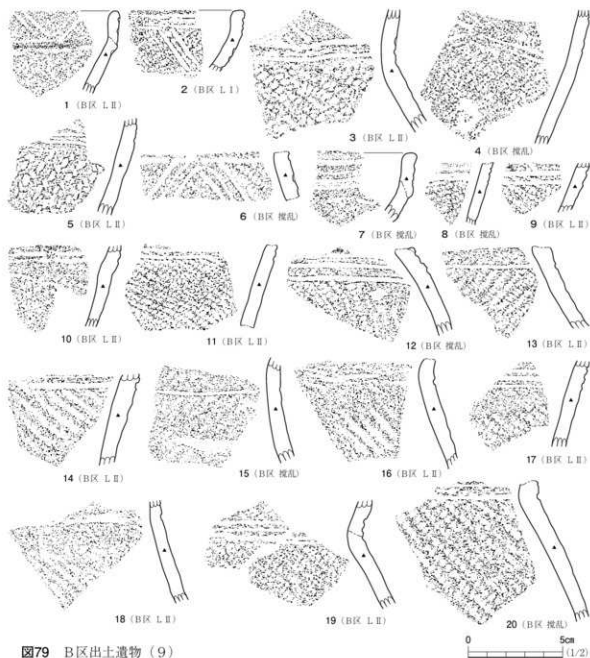 1 (B区 LⅡ)
2 (B区 LⅠ)
3 (B区 LⅡ)
4 (B区 撹乱)
5 (B区 LⅡ)
6 (B区 撹乱)
7 (B区 撹乱)
8 (B区 撹乱)
9 (B区 LⅡ)
10 (B区 LⅡ)
11 (B区 LⅡ)
12 (B区 撹乱)
13 (B区 LⅡ)
14 (B区 LⅡ)
15 (B区 撹乱)
16 (B区 LⅡ)
17 (B区 LⅡ)
18 (B区 LⅡ)
19 (B区 LⅡ)
20 (B区 撹乱)
図79 B区出土遺物(9)
0 5cm
(1/2)